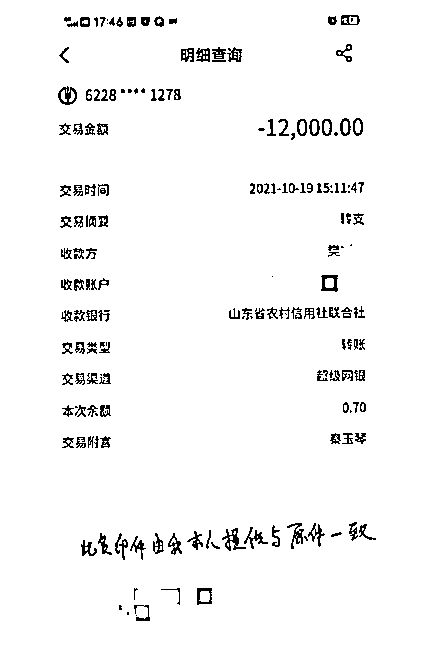 17:46
明细查询
6228 **** 1278
交易金额 -12,000.00
交易时间 2021-10-19 15:11:47
交易摘要 转支
收款方 樊**
收款账户
收款银行 山东省农村信用社联合社
交易类型 转账
交易渠道 超级网银
本次余额 0.70
交易附言 秦玉琴
此复印件由我本人提供与原件一致